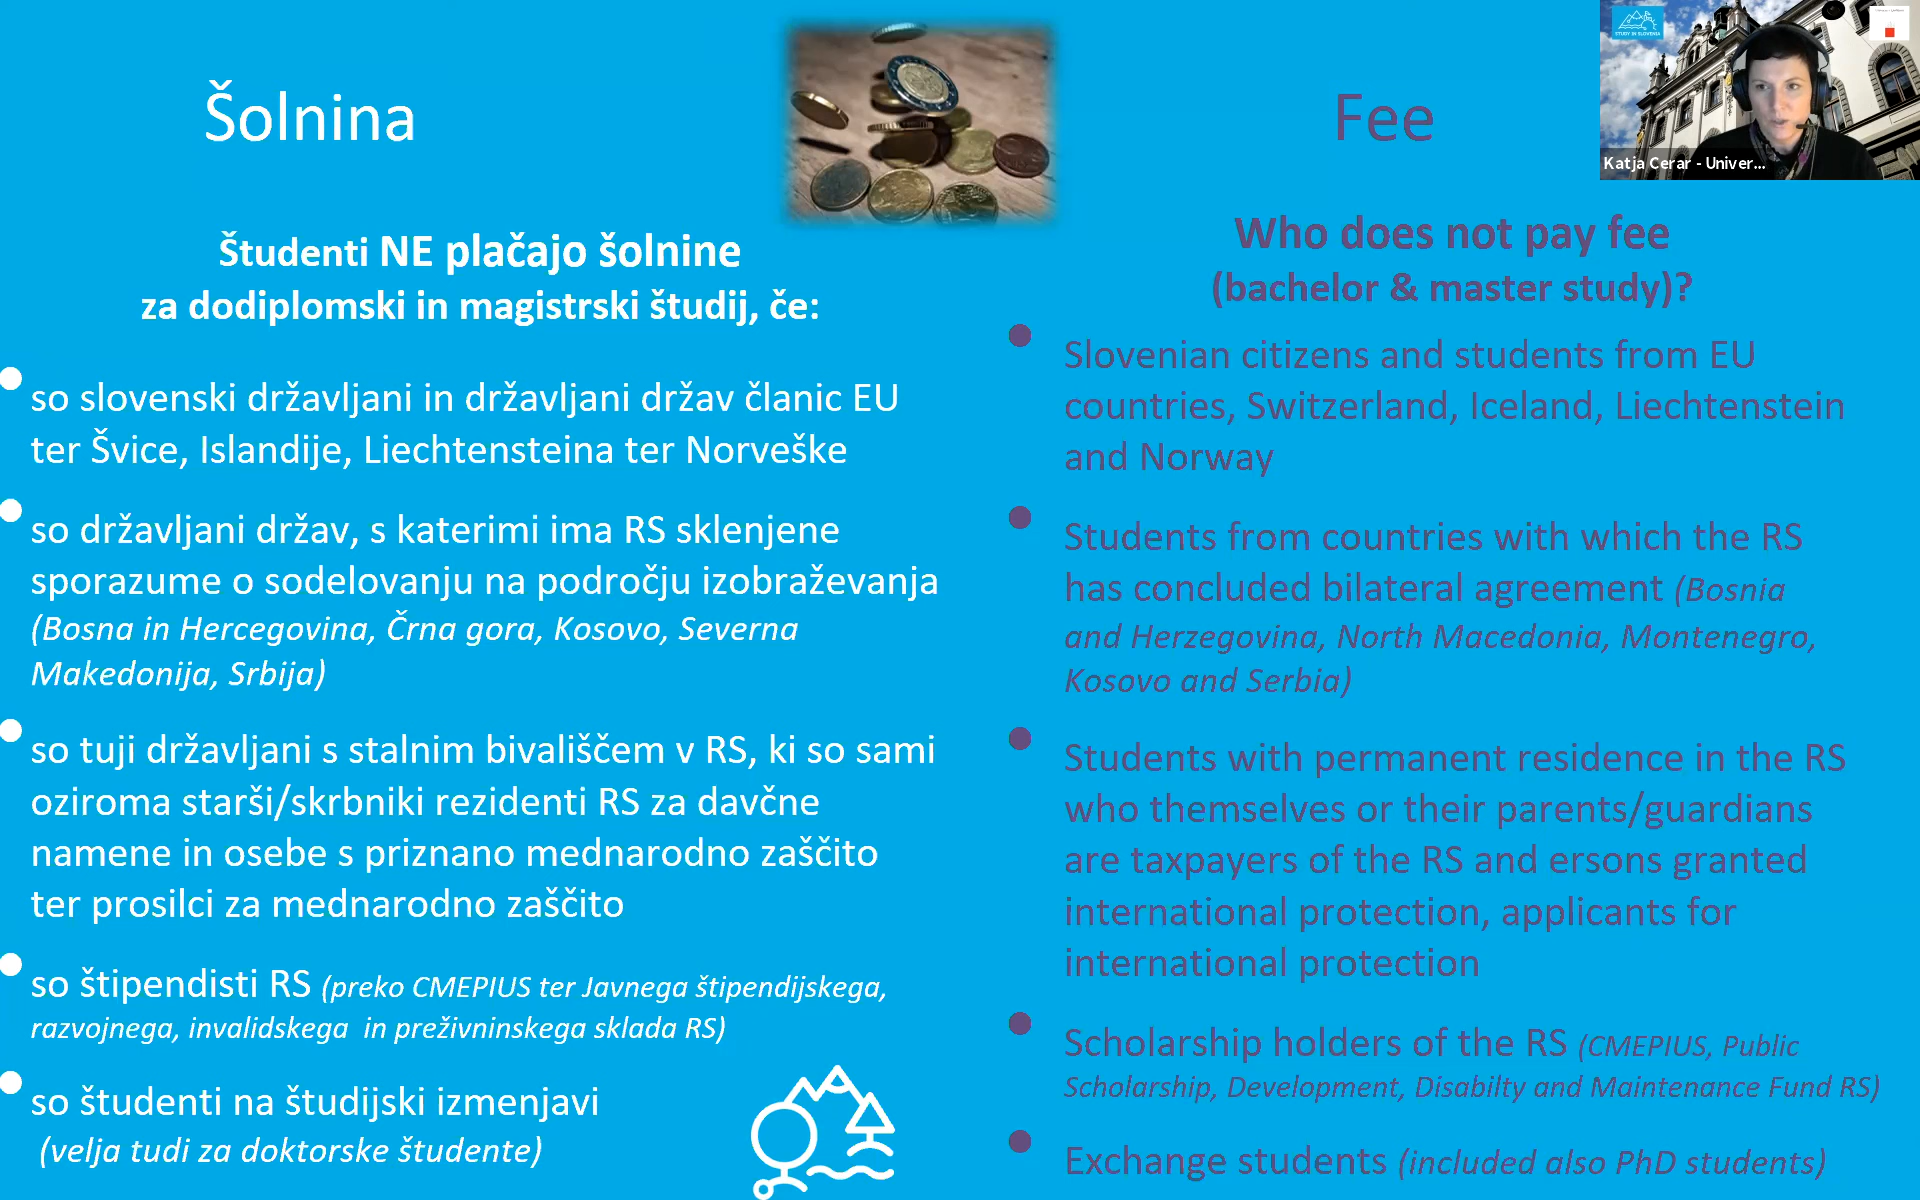 Šolnina
Študenti NE plačajo šolnine
za dodiplomski in magistrski študij, če:
so slovenski državljani in državljani držav članic EU
ter Švice, Islandije, Liechtensteina ter Norveške
so državljani držav, s katerimi ima RS sklenjene
sporazume o sodelovanju na področju izobraževanja
(Bosna in Hercegovina, Črna gora, Kosovo, Severna
Makedonija, Srbija)
so tuji državljani s stalnim bivališčem v RS, ki so sami
oziroma starši/skrbniki rezidenti RS za davčne
namene in osebe s priznano mednarodno zaščito
ter prosilci za mednarodno zaščito
so štipendisti RS (preko CMEPIUS ter Javnega štipendijskega,
razvojnega, invalidskega in preživninskega sklada RS)
so študenti na študijski izmenjavi
(velja tudi za doktorske študente)
Fee
Who does not pay fee
(bachelor & master study)?
Slovenian citizens and students from EU
countries, Switzerland, Iceland, Liechtenstein
and Norway
Students from countries with which the RS
has concluded bilateral agreement (Bosnia
and Herzegovina, North Macedonia, Montenegro,
Kosovo and Serbia)
Students with permanent residence in the RS
who themselves or their parents/guardians
are taxpayers of the RS and ersons granted
international protection, applicants for
international protection
Scholarship holders of the RS (CMEPIUS, Public
Scholarship, Development, Disabilty and Maintenance Fund RS)
Exchange students (included also PhD students)
STUDY IN SLOVENIA
Katja Cerar - Univer...